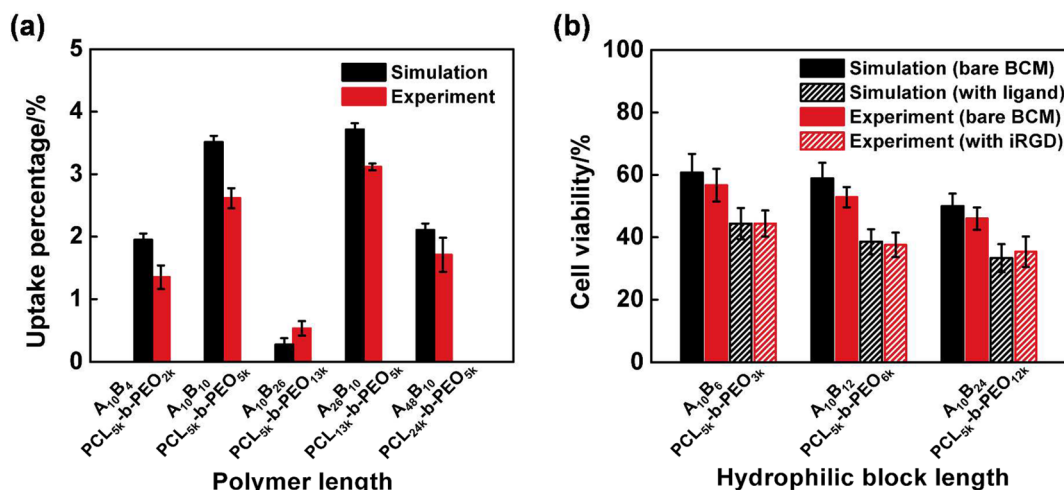 (a)
Uptake percentage/%
5
4
3
2
1
0
Simulation
Experiment
A₁₀B₄
PCL₅ₖ-b-PEO₂ₖ
A₁₀B₁₀
PCL₅ₖ-b-PEO₅ₖ
A₁₀B₂₆
PCL₅ₖ-b-PEO₁₃ₖ
A₂₆B₁₀
PCL₁₃ₖ-b-PEO₅ₖ
A₄₈B₁₀
PCL₂₄ₖ-b-PEO₅ₖ
Polymer length
(b)
Cell viability/%
100
80
60
40
20
0
Simulation (bare BCM)
Simulation (with ligand)
Experiment (bare BCM)
Experiment (with iRGD)
A₁₀B₆
PCL₅ₖ-b-PEO₃ₖ
A₁₀B₁₂
PCL₅ₖ-b-PEO₆ₖ
A₁₀B₂₄
PCL₅ₖ-b-PEO₁₂ₖ
Hydrophilic block length